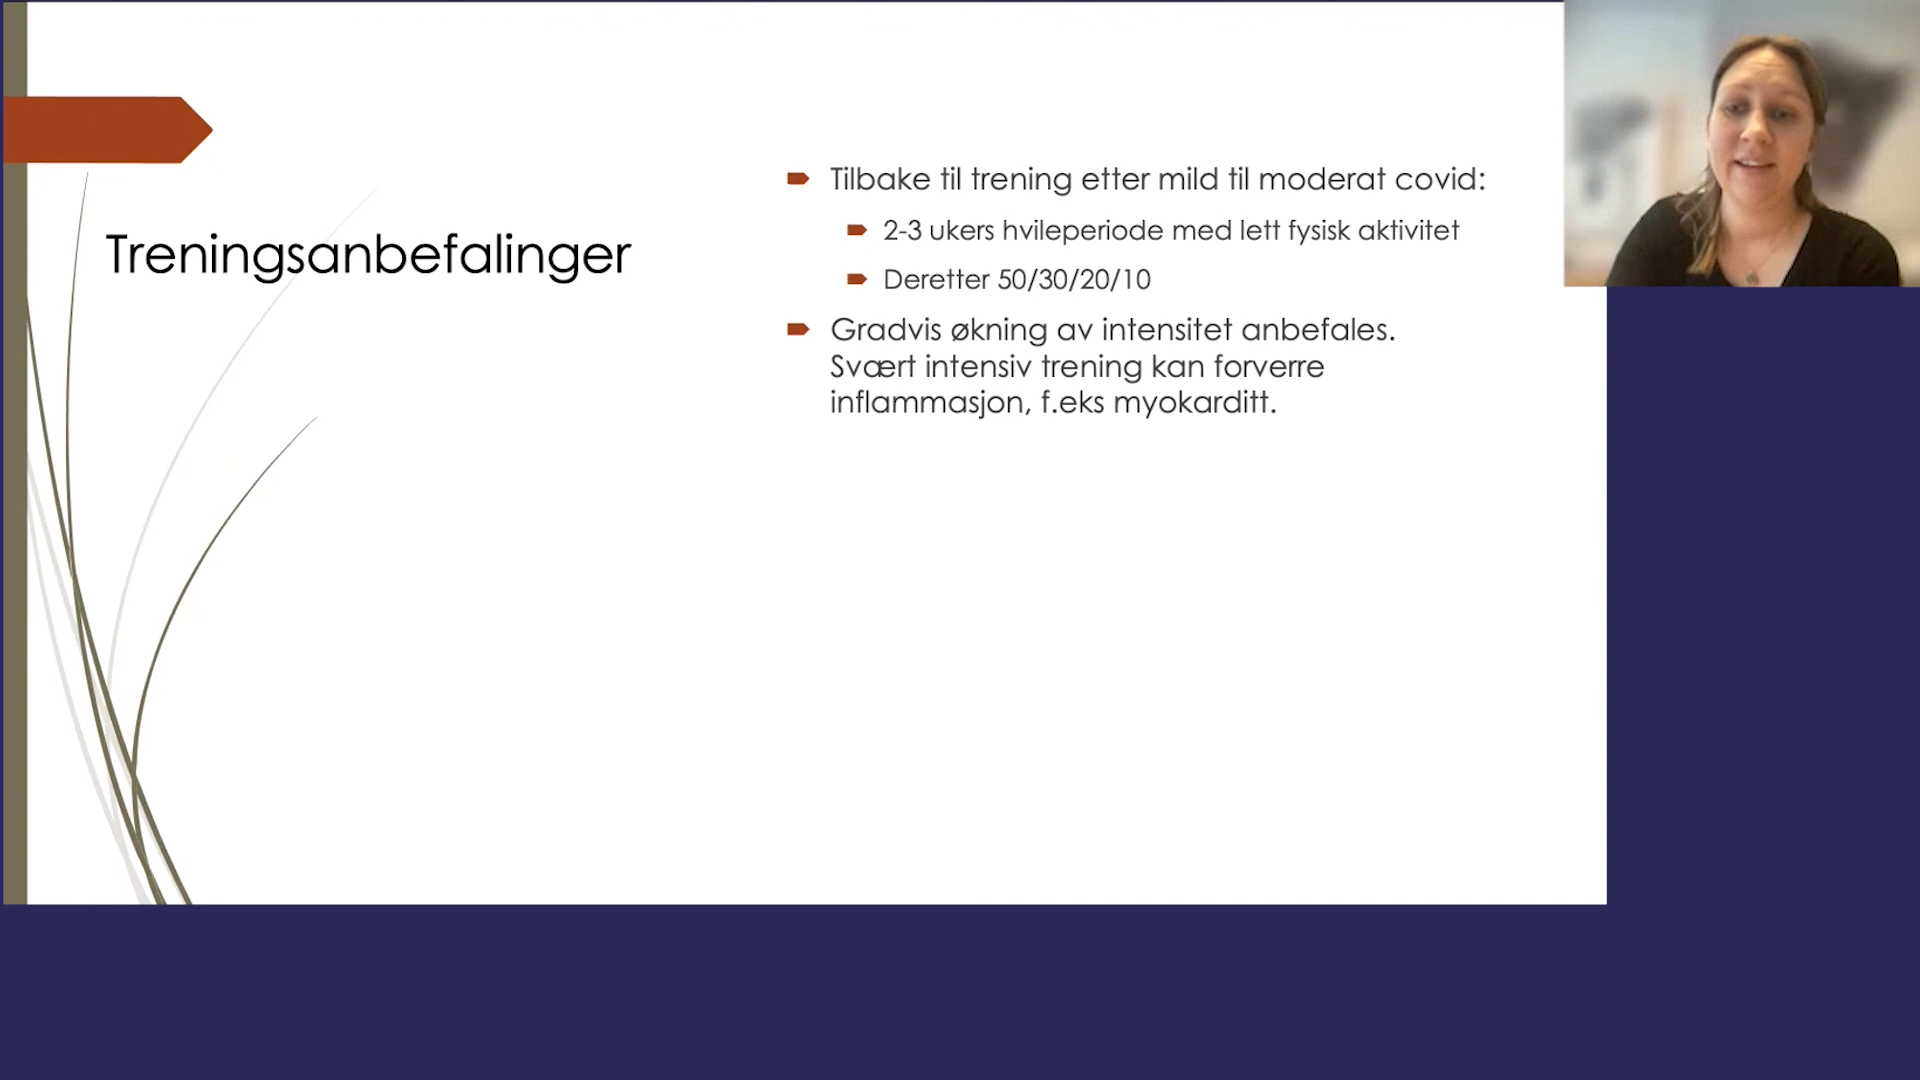 Treningsanbefalinger
Tilbake til trening etter mild til moderat covid:
2-3 ukers hvileperiode med lett fysisk aktivitet
Deretter 50/30/20/10
Gradvis økning av intensitet anbefales.
Svært intensiv trening kan forverre
inflammasjon, f.eks myokarditt.